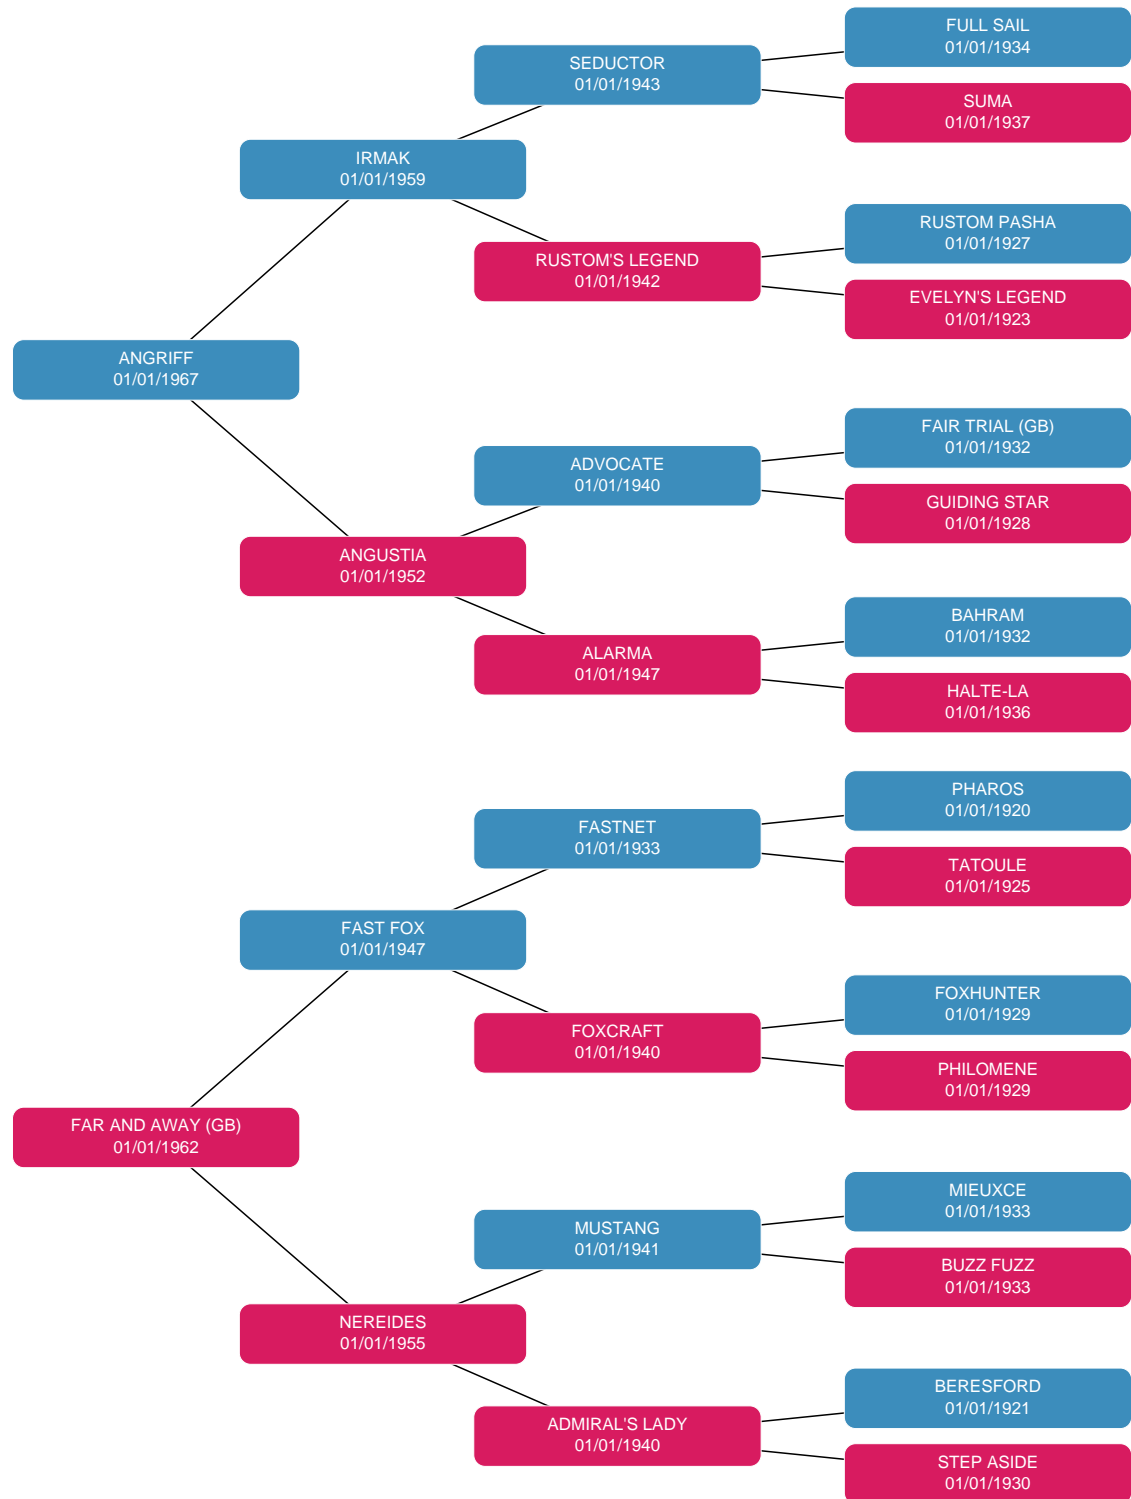 FULL SAIL
01/01/1934
SEDUCTOR
01/01/1943
SUMA
01/01/1937
IRMAK
01/01/1959
RUSTOM PASHA
01/01/1927
RUSTOM'S LEGEND
01/01/1942
EVELYN'S LEGEND
01/01/1923
ANGRIFF
01/01/1967
FAIR TRIAL (GB)
01/01/1932
ADVOCATE
01/01/1940
GUIDING STAR
01/01/1928
ANGUSTIA
01/01/1952
BAHRAM
01/01/1932
ALARMA
01/01/1947
HALTE-LA
01/01/1936
PHAROS
01/01/1920
FASTNET
01/01/1933
TATOULE
01/01/1925
FAST FOX
01/01/1947
FOXHUNTER
01/01/1929
FOXCRAFT
01/01/1940
PHILOMENE
01/01/1929
FAR AND AWAY (GB)
01/01/1962
MIEUXCE
01/01/1933
MUSTANG
01/01/1941
BUZZ FUZZ
01/01/1933
NEREIDES
01/01/1955
BERESFORD
01/01/1921
ADMIRAL'S LADY
01/01/1940
STEP ASIDE
01/01/1930